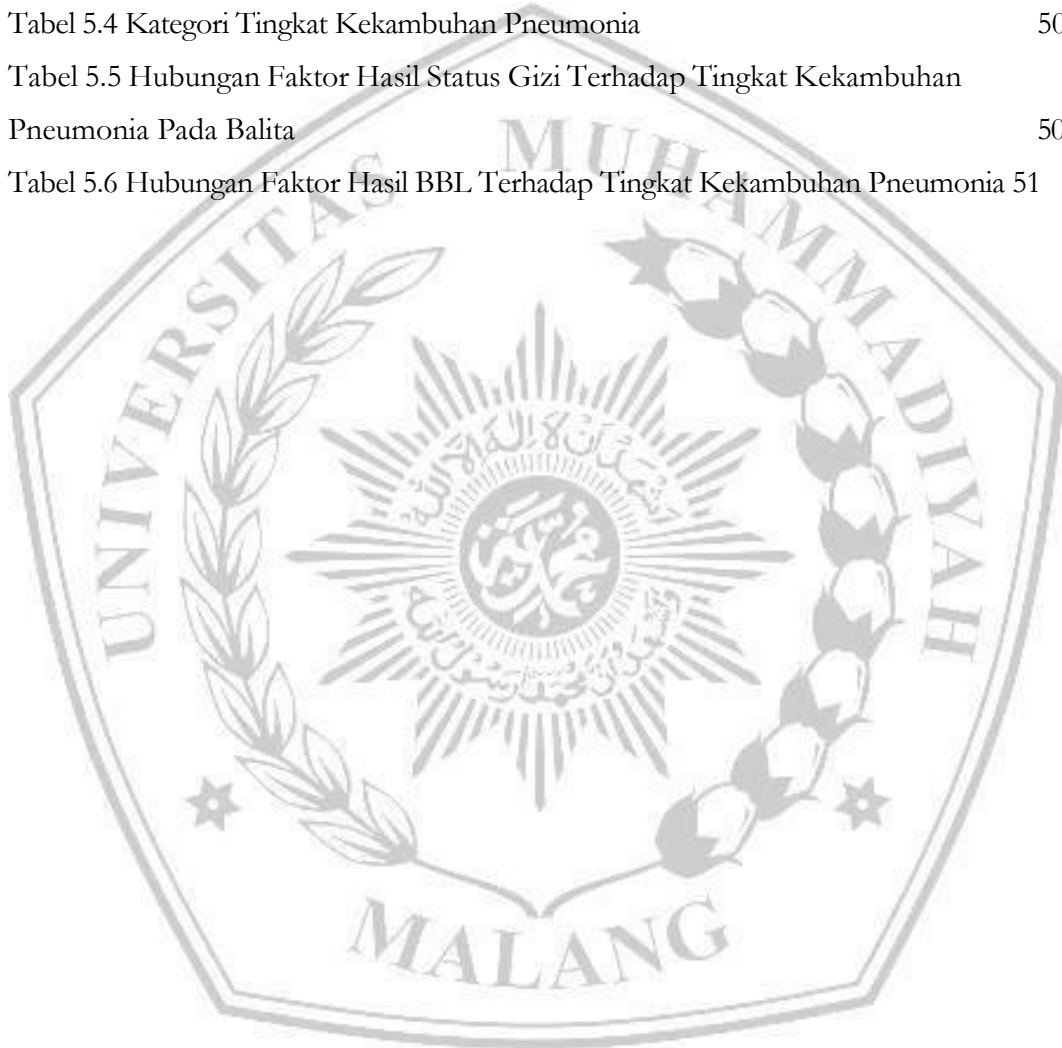 Tabel 5.4 Kategori Tingkat Kekambuhan Pneumonia 50
Tabel 5.5 Hubungan Faktor Hasil Status Gizi Terhadap Tingkat Kekambuhan
Pneumonia Pada Balita 50
Tabel 5.6 Hubungan Faktor Hasil BBL Terhadap Tingkat Kekambuhan Pneumonia 51
UNIVERSITAS MUHAMMADIYAH
MALANG